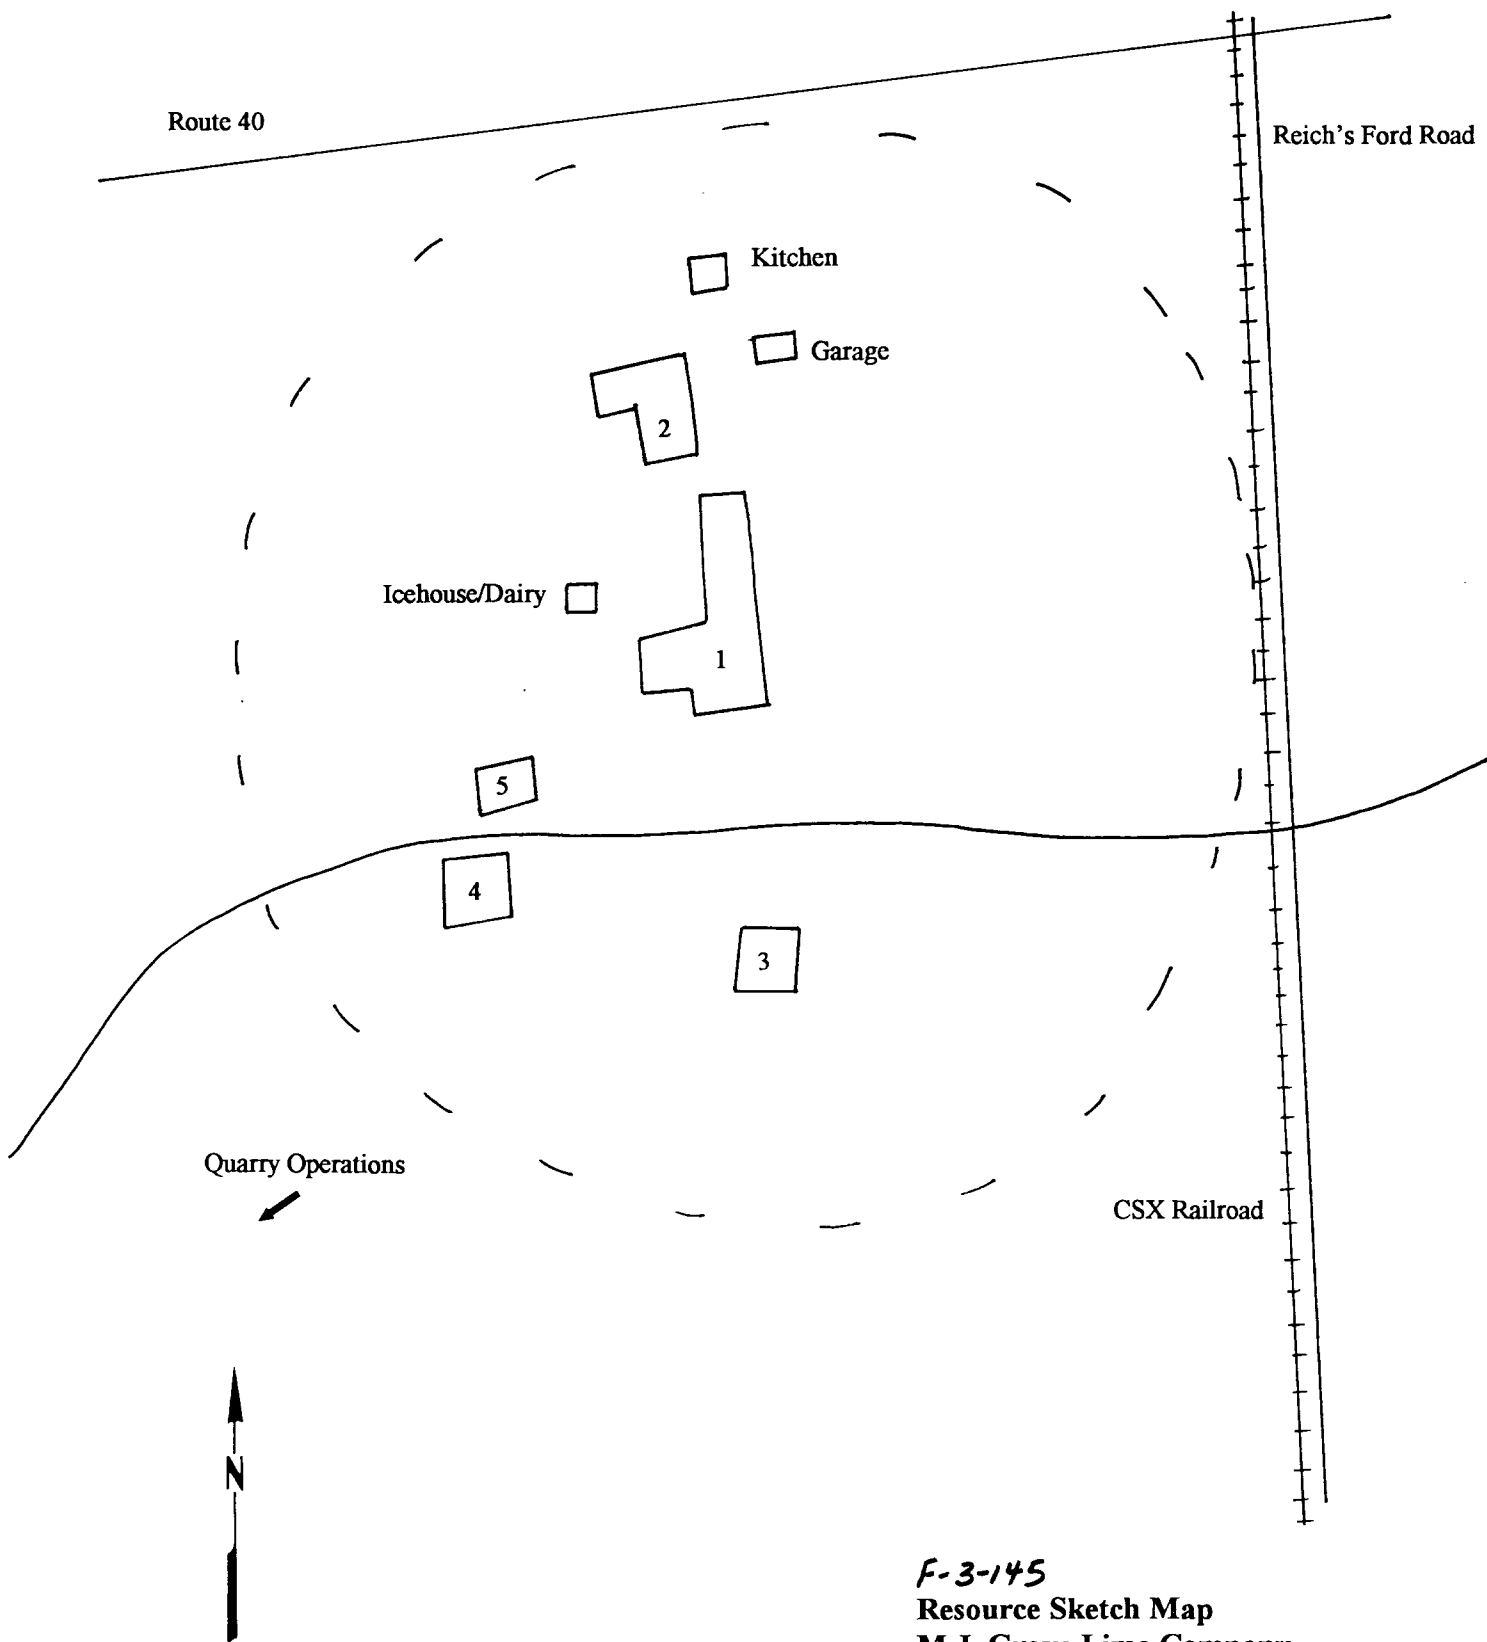 Route 40
Reich's Ford Road
Kitchen
Garage
2
Icehouse/Dairy
1
5
4
3
Quarry Operations
CSX Railroad
N
F-3-145
Resource Sketch Map